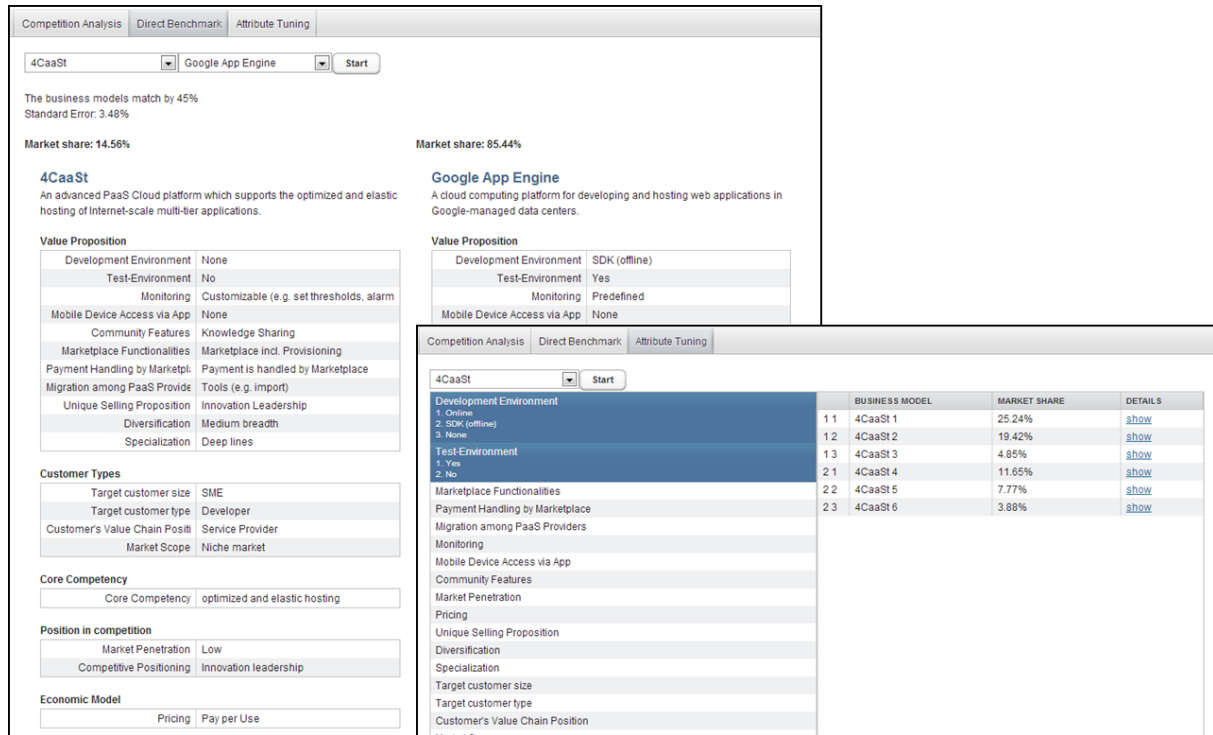 Competition Analysis Direct Benchmark Attribute Tuning
4CaaSt Google App Engine Start
The business models match by 45%
Standard Error: 3.48%
Market share: 14.56%
4CaaSt
An advanced PaaS Cloud platform which supports the optimized and elastic
hosting of Internet-scale multi-tier applications.
Value Proposition
Development Environment None
Test-Environment No
Monitoring Customizable (e.g. set thresholds, alarm
Mobile Device Access via App None
Community Features Knowledge Sharing
Marketplace Functionalities Marketplace incl. Provisioning
Payment Handling by Marketpl: Payment is handled by Marketplace
Migration among PaaS Provide Tools (e.g. import)
Unique Selling Proposition Innovation Leadership
Diversification Medium breadth
Specialization Deep lines
Customer Types
Target customer size SME
Target customer type Developer
Customer's Value Chain Positi Service Provider
Market Scope Niche market
Core Competency
Core Competency optimized and elastic hosting
Position in competition
Market Penetration Low
Competitive Positioning Innovation leadership
Economic Model
Pricing Pay per Use
Market share: 85.44%
Google App Engine
A cloud computing platform for developing and hosting web applications in
Google-managed data centers.
Value Proposition
Development Environment SDK (offline)
Test-Environment Yes
Monitoring Predefined
Mobile Device Access via App None
Competition Analysis Direct Benchmark Attribute Tuning
4CaaSt Start
Development Environment
1. Online
2. SDK (offline)
3. None
Test-Environment
1. Yes
2. No
Marketplace Functionalities
Payment Handling by Marketplace
Migration among PaaS Providers
Monitoring
Mobile Device Access via App
Community Features
Market Penetration
Pricing
Unique Selling Proposition
Diversification
Specialization
Target customer size
Target customer type
Customer's Value Chain Position
BUSINESS MODEL MARKET SHARE DETAILS
1 1 4CaaSt 1 25.24% show
1 2 4CaaSt 2 19.42% show
1 3 4CaaSt 3 4.85% show
2 1 4CaaSt 4 11.65% show
2 2 4CaaSt 5 7.77% show
2 3 4CaaSt 6 3.88% show